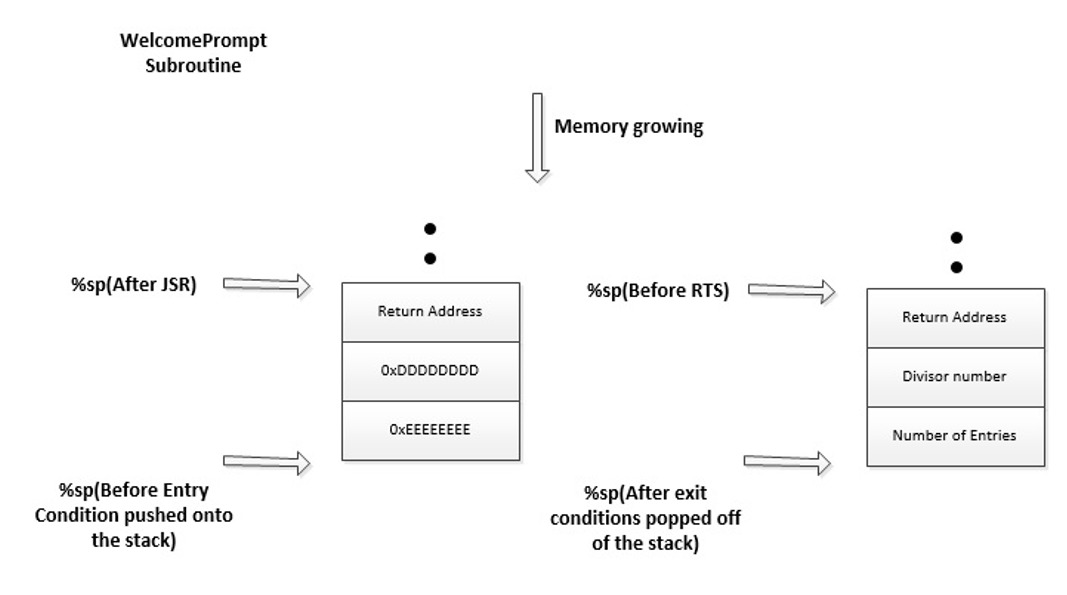 WelcomePrompt
Subroutine
Memory growing
%sp(After JSR)
Return Address
0xDDDDDDDD
0xEEEEEEEE
%sp(Before Entry
Condition pushed onto
the stack)
%sp(Before RTS)
Return Address
Divisor number
Number of Entries
%sp(After exit
conditions popped off
of the stack)